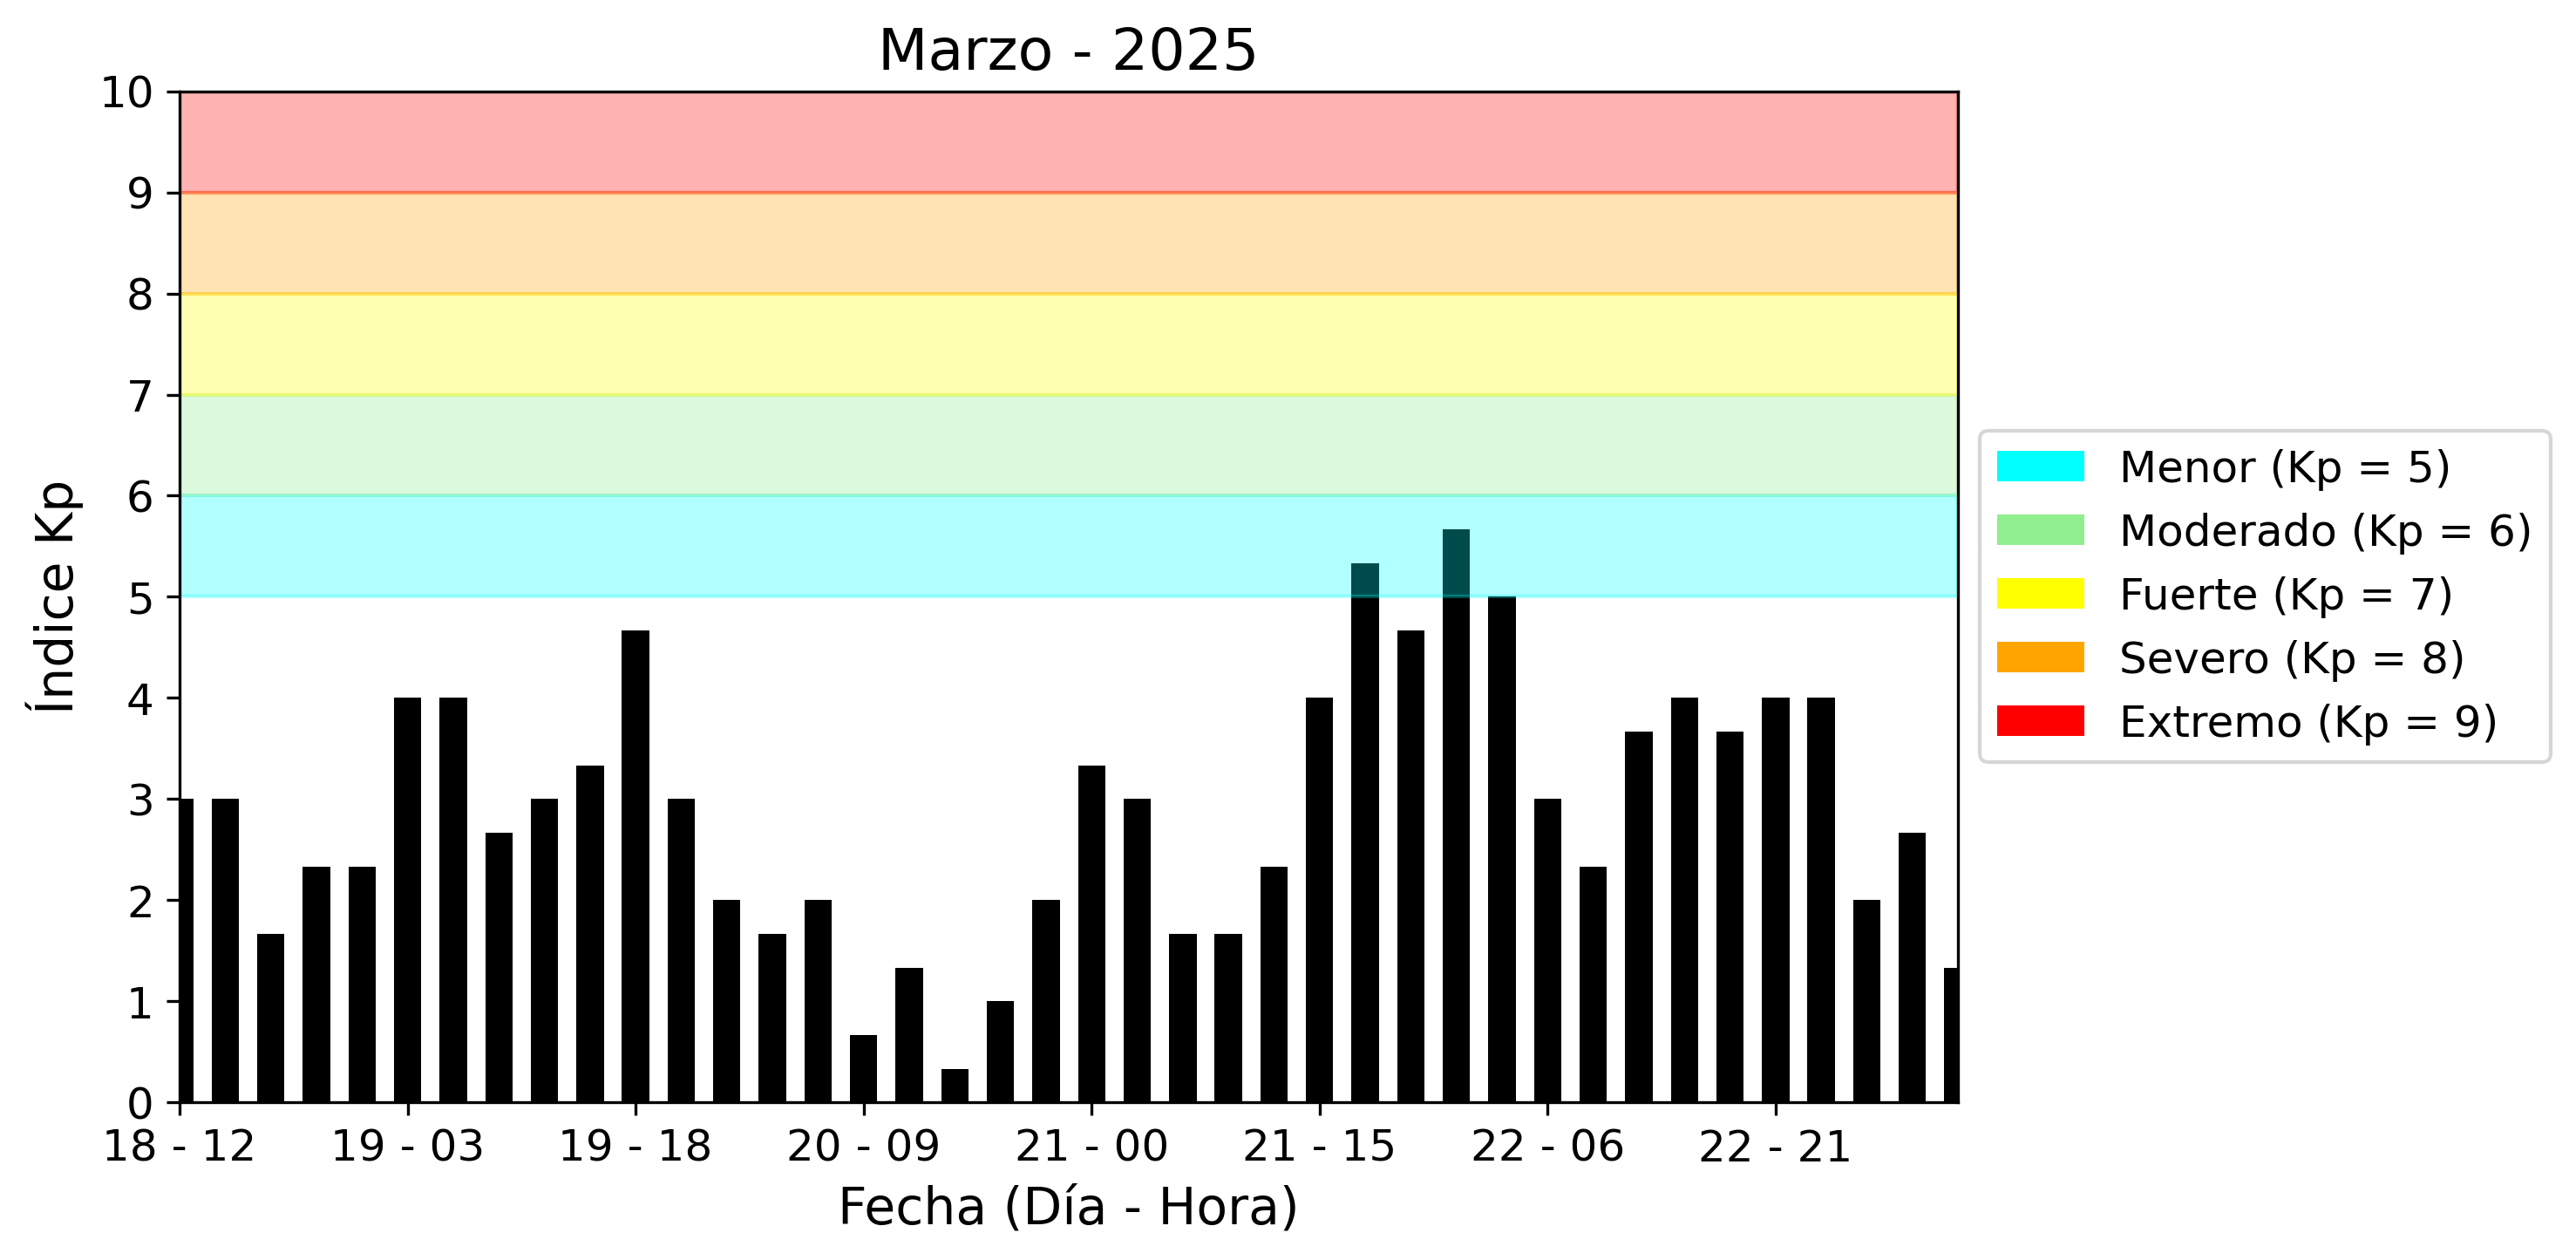 Marzo - 2025
10
9
8
7
6
5
4
3
2
1
0
Índice Kp
18 - 12
19 - 03
19 - 18
20 - 09
21 - 00
21 - 15
22 - 06
22 - 21
Fecha (Día - Hora)
Menor (Kp = 5)
Moderado (Kp = 6)
Fuerte (Kp = 7)
Severo (Kp = 8)
Extremo (Kp = 9)